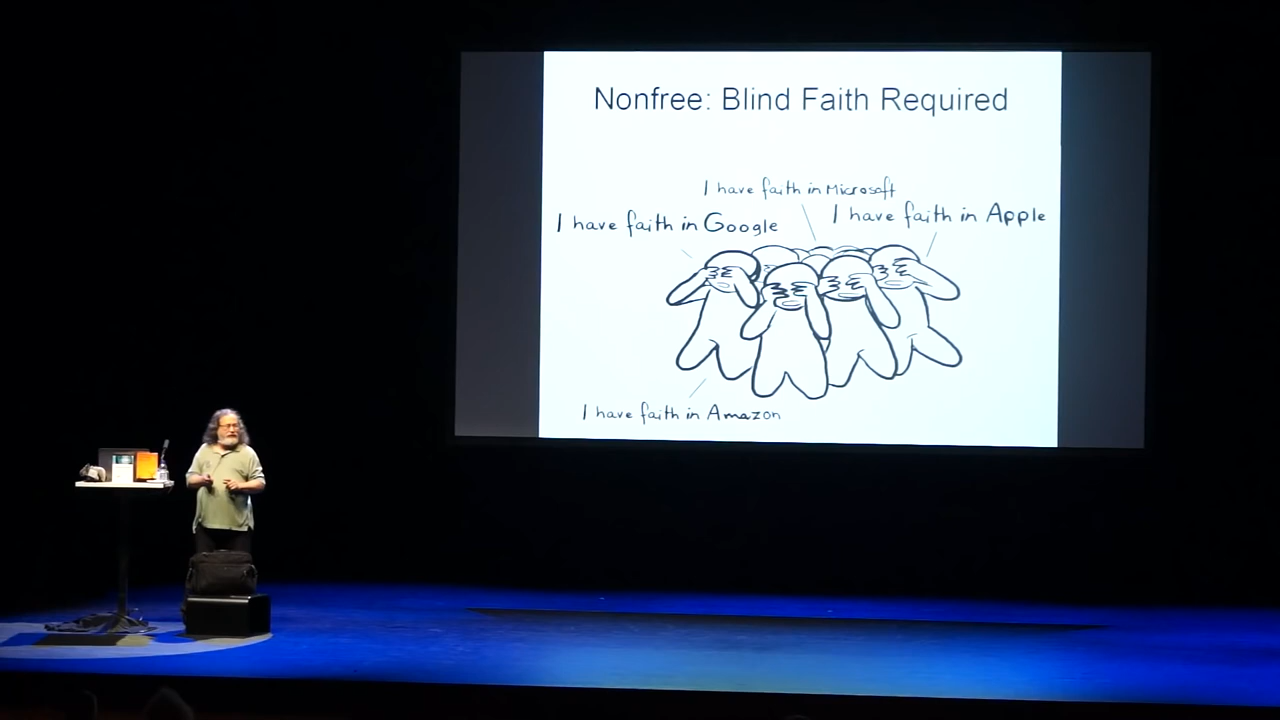 Nonfree: Blind Faith Required
I have faith in Microsoft
I have faith in Google
I have faith in Apple
I have faith in Amazon